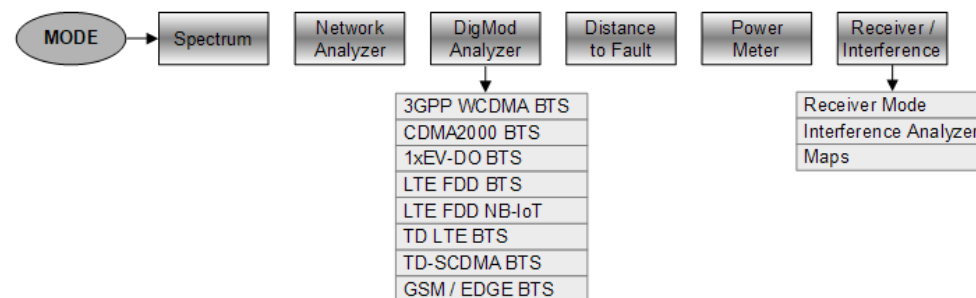 MODE
Spectrum
Network
Analyzer
DigMod
Analyzer
Distance
to Fault
Power
Meter
Receiver /
Interference
3GPP WCDMA BTS
CDMA2000 BTS
1xEV-DO BTS
LTE FDD BTS
LTE FDD NB-IoT
TD LTE BTS
TD-SCDMA BTS
GSM / EDGE BTS
Receiver Mode
Interference Analyzer
Maps